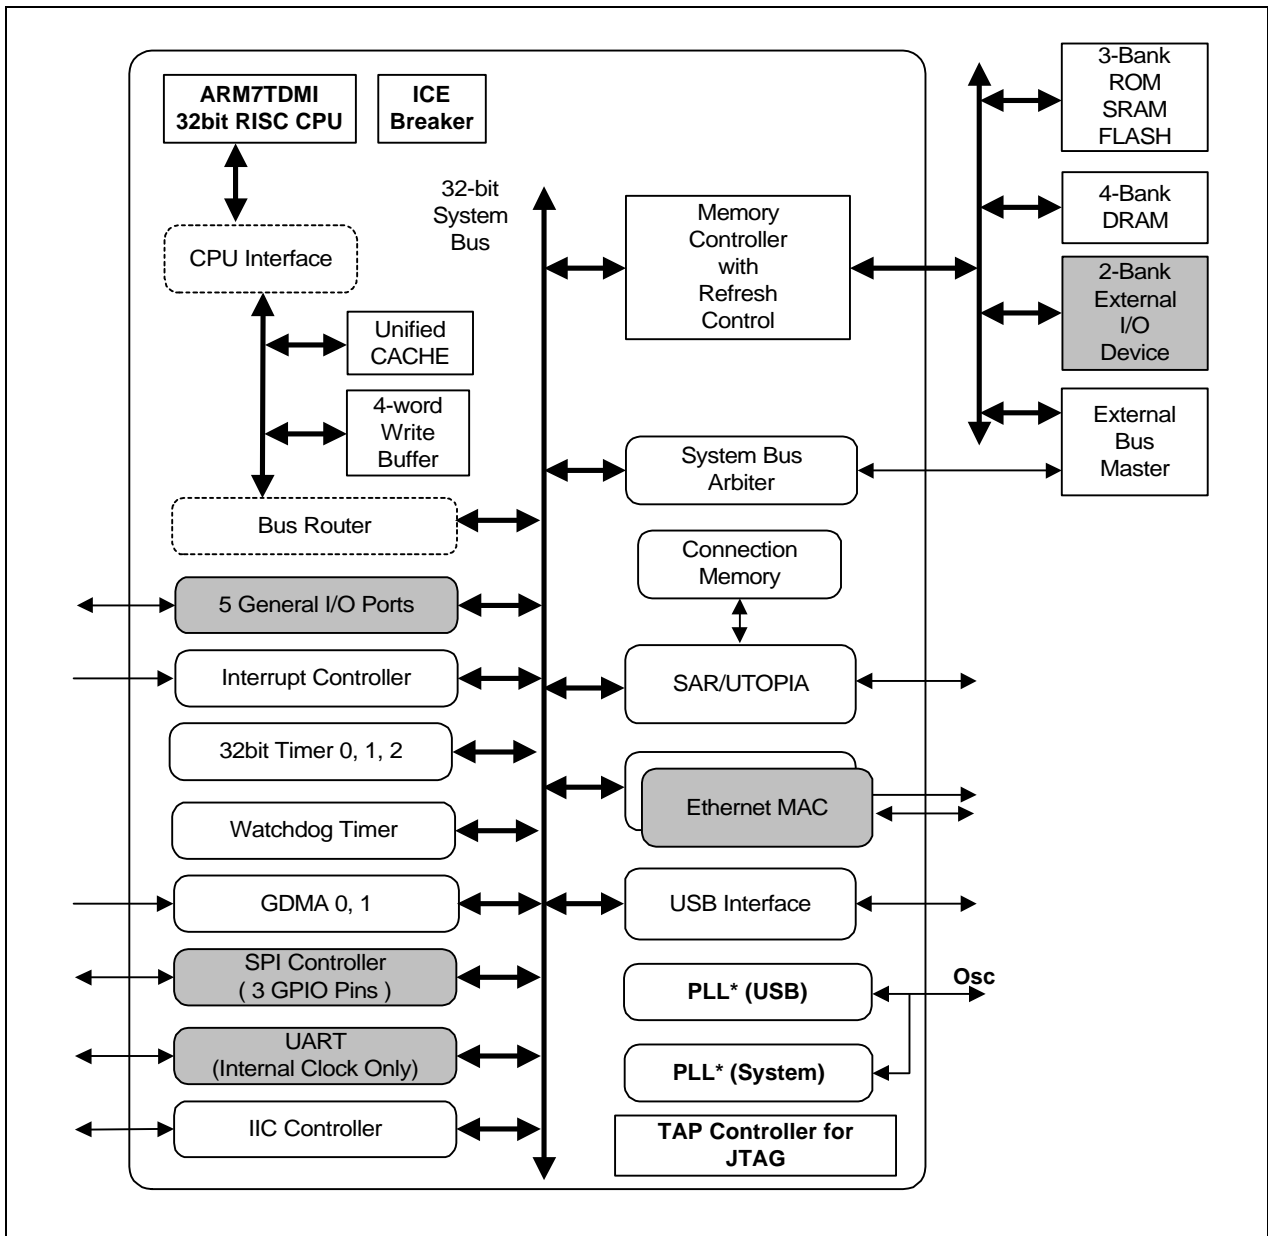 ARM7TDMI
32bit RISC CPU
ICE
Breaker
3-Bank
ROM
SRAM
FLASH
32-bit
System
Bus
Memory
Controller
with
Refresh
Control
4-Bank
DRAM
CPU Interface
2-Bank
External
I/O
Device
Unified
CACHE
4-word
Write
Buffer
External
Bus
Master
System Bus
Arbiter
Bus Router
Connection
Memory
5 General I/O Ports
Interrupt Controller
SAR/UTOPIA
32bit Timer 0, 1, 2
Ethernet MAC
Watchdog Timer
GDMA 0, 1
USB Interface
SPI Controller
( 3 GPIO Pins )
PLL* (USB)
Osc
UART
(Internal Clock Only)
PLL* (System)
IIC Controller
TAP Controller for
JTAG